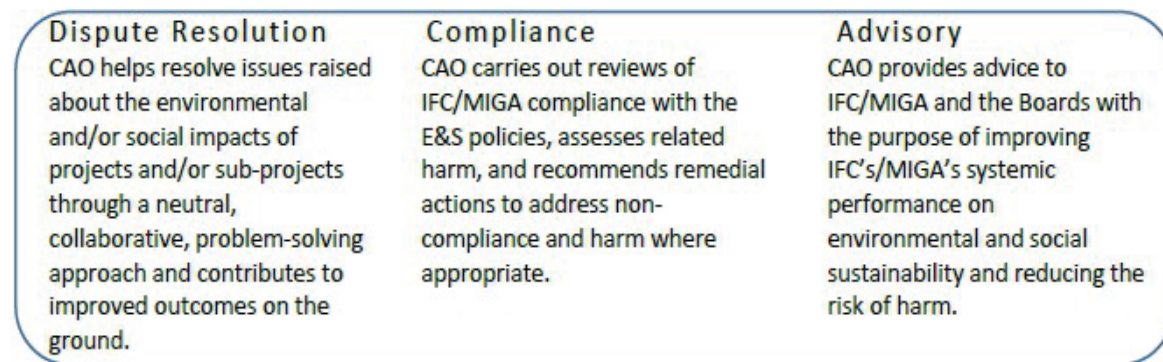 Dispute Resolution
CAO helps resolve issues raised
about the environmental
and/or social impacts of
projects and/or sub-projects
through a neutral,
collaborative, problem-solving
approach and contributes to
improved outcomes on the
ground.
Compliance
CAO carries out reviews of
IFC/MIGA compliance with the
E&S policies, assesses related
harm, and recommends remedial
actions to address non-
compliance and harm where
appropriate.
Advisory
CAO provides advice to
IFC/MIGA and the Boards with
the purpose of improving
IFC’s/MIGA’s systemic
performance on
environmental and social
sustainability and reducing the
risk of harm.